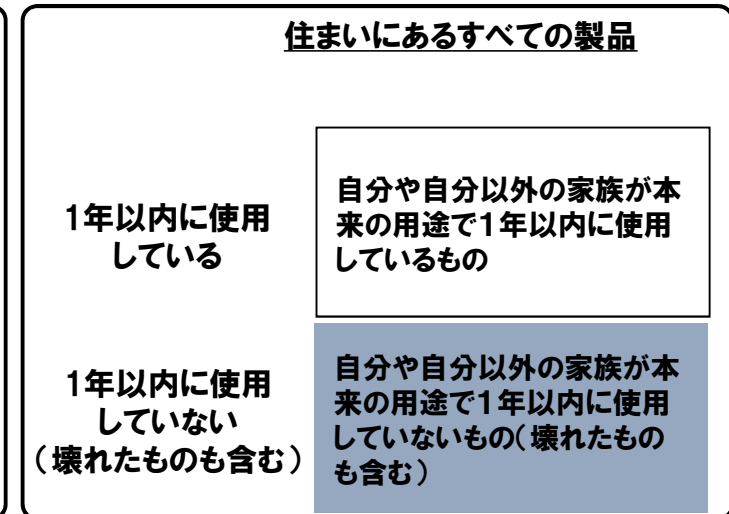 住まいにあるすべての製品
1年以内に使用
している
自分や自分以外の家族が本
来の用途で1年以内に使用
しているもの
1年以内に使用
していない
（壊れたものも含む）
自分や自分以外の家族が本
来の用途で1年以内に使用
していないもの（壊れたもの
も含む）